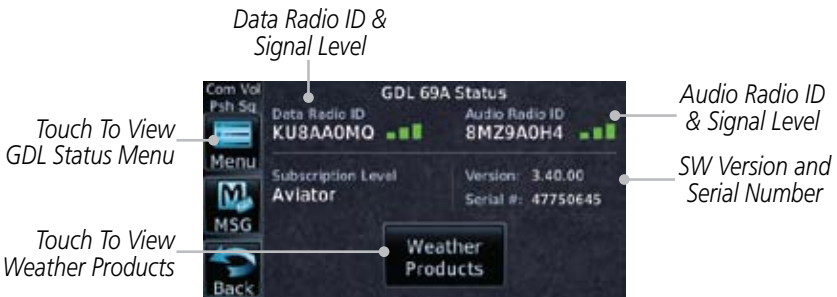 Data Radio ID &
Signal Level
Com Vol
Psh Sq
GDL 69A Status
Data Radio ID
KU8AA0MQ
Audio Radio ID
8MZ9A0H4
Audio Radio ID
& Signal Level
Touch To View
GDL Status Menu
Menu
Subscription Level
Aviator
Version: 3.40.00
Serial #: 47750645
SW Version and
Serial Number
MSG
Touch To View
Weather Products
Weather
Products
Back